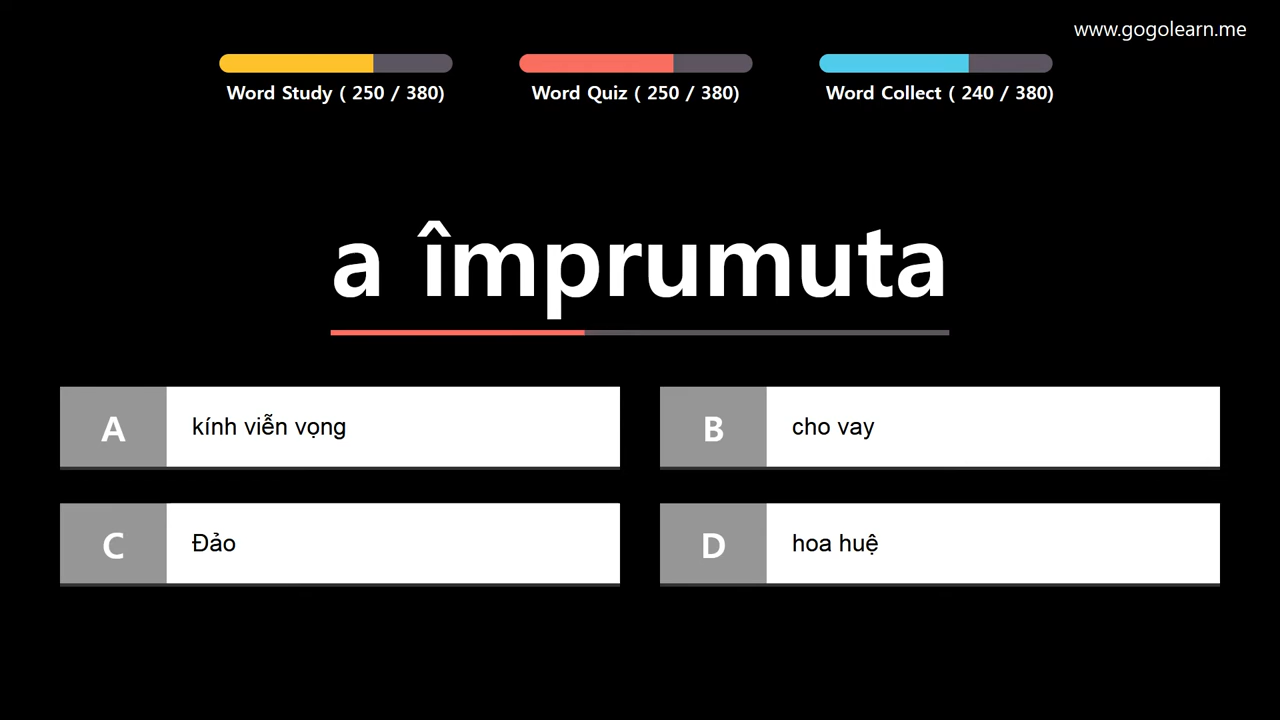 www.gogolearn.me
Word Study ( 250 / 380)
Word Quiz ( 250 / 380)
Word Collect ( 240 / 380)
a împrumuta
A kính viễn vọng
B cho vay
C Đảo
D hoa huệ